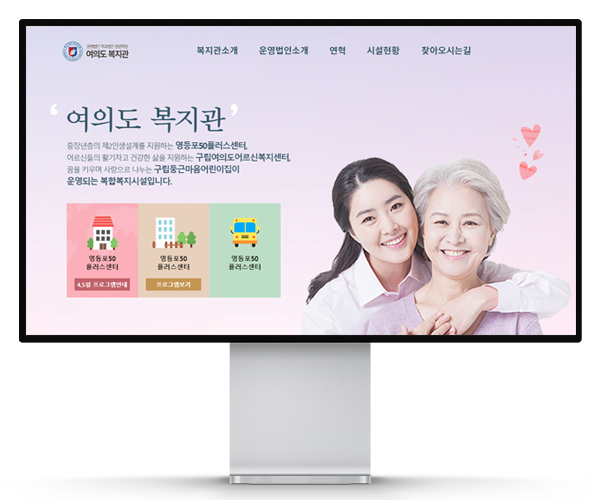 여의도 복지관
복지관소개 운영법인소개 연혁 시설현황 찾아오시는길
‘ 여의도 복지관 ’
중장년층의 제2인생설계를 지원하는 영등포50플러스센터,
어르신들의 활기차고 건강한 삶을 지원하는 구립여의도어르신복지센터,
꿈을 키우며 사랑으로 나누는 구립둥근마음어린이집이
운영되는 복합복지시설입니다.
영등포50
플러스센터
4,5월 프로그램안내
영등포50
플러스센터
프로그램보기
영등포50
플러스센터